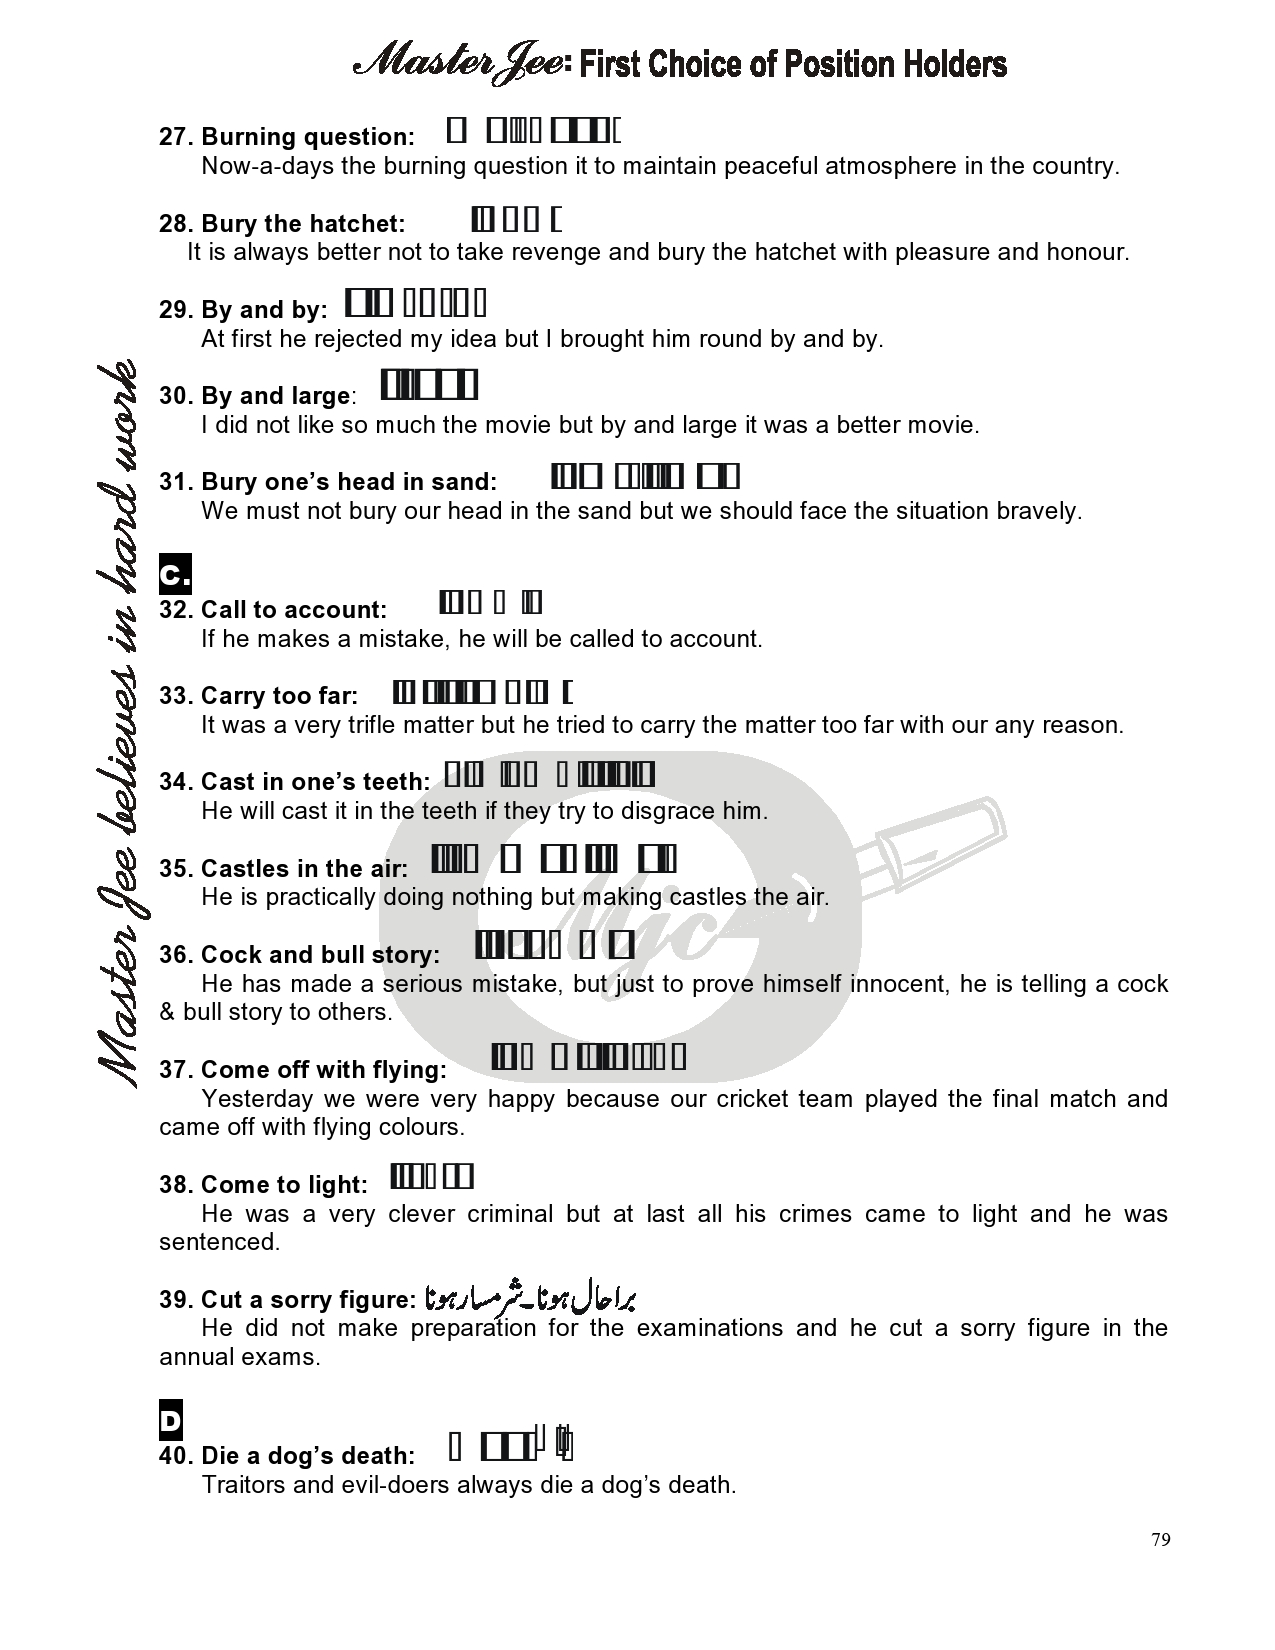 Master Jee: First Choice of Position Holders
27. Burning question:
Now-a-days the burning question it to maintain peaceful atmosphere in the country.
28. Bury the hatchet:
It is always better not to take revenge and bury the hatchet with pleasure and honour.
29. By and by:
At first he rejected my idea but I brought him round by and by.
30. By and large:
I did not like so much the movie but by and large it was a better movie.
31. Bury one’s head in sand:
We must not bury our head in the sand but we should face the situation bravely.
C.
32. Call to account:
If he makes a mistake, he will be called to account.
33. Carry too far:
It was a very trifle matter but he tried to carry the matter too far with our any reason.
34. Cast in one’s teeth:
He will cast it in the teeth if they try to disgrace him.
35. Castles in the air:
He is practically doing nothing but making castles the air.
36. Cock and bull story:
He has made a serious mistake, but just to prove himself innocent, he is telling a cock
& bull story to others.
37. Come off with flying:
Yesterday we were very happy because our cricket team played the final match and
came off with flying colours.
38. Come to light:
He was a very clever criminal but at last all his crimes came to light and he was
sentenced.
39. Cut a sorry figure: برا حال ہونا۔شرمسار ہونا
He did not make preparation for the examinations and he cut a sorry figure in the
annual exams.
D
40. Die a dog’s death:
Traitors and evil-doers always die a dog’s death.
79
Master Jee believes in hard work
Mjc